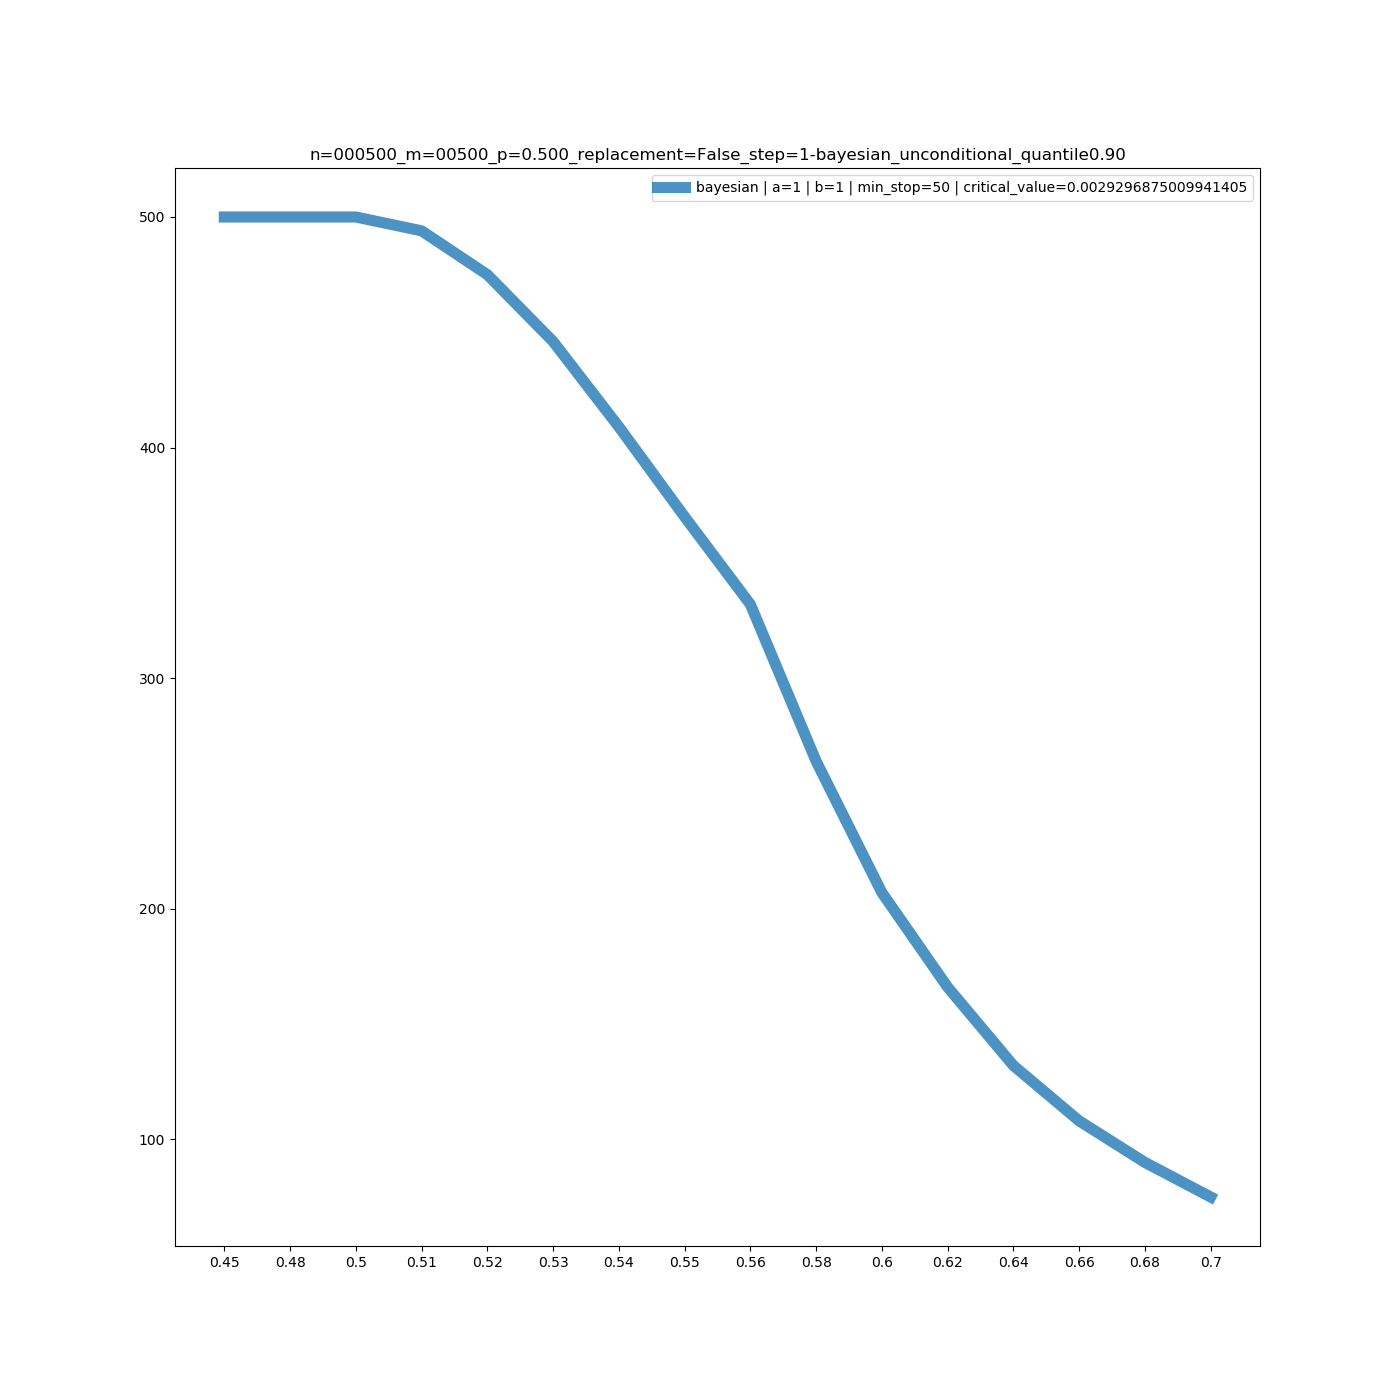 n=000500_m=00500_p=0.500_replacement=False_step=1-bayesian_unconditional_quantile0.90
bayesian | a=1 | b=1 | min_stop=50 | critical_value=0.0029296875009941405
500
400
300
200
100
0.45 0.48 0.5 0.51 0.52 0.53 0.54 0.55 0.56 0.58 0.6 0.62 0.64 0.66 0.68 0.7